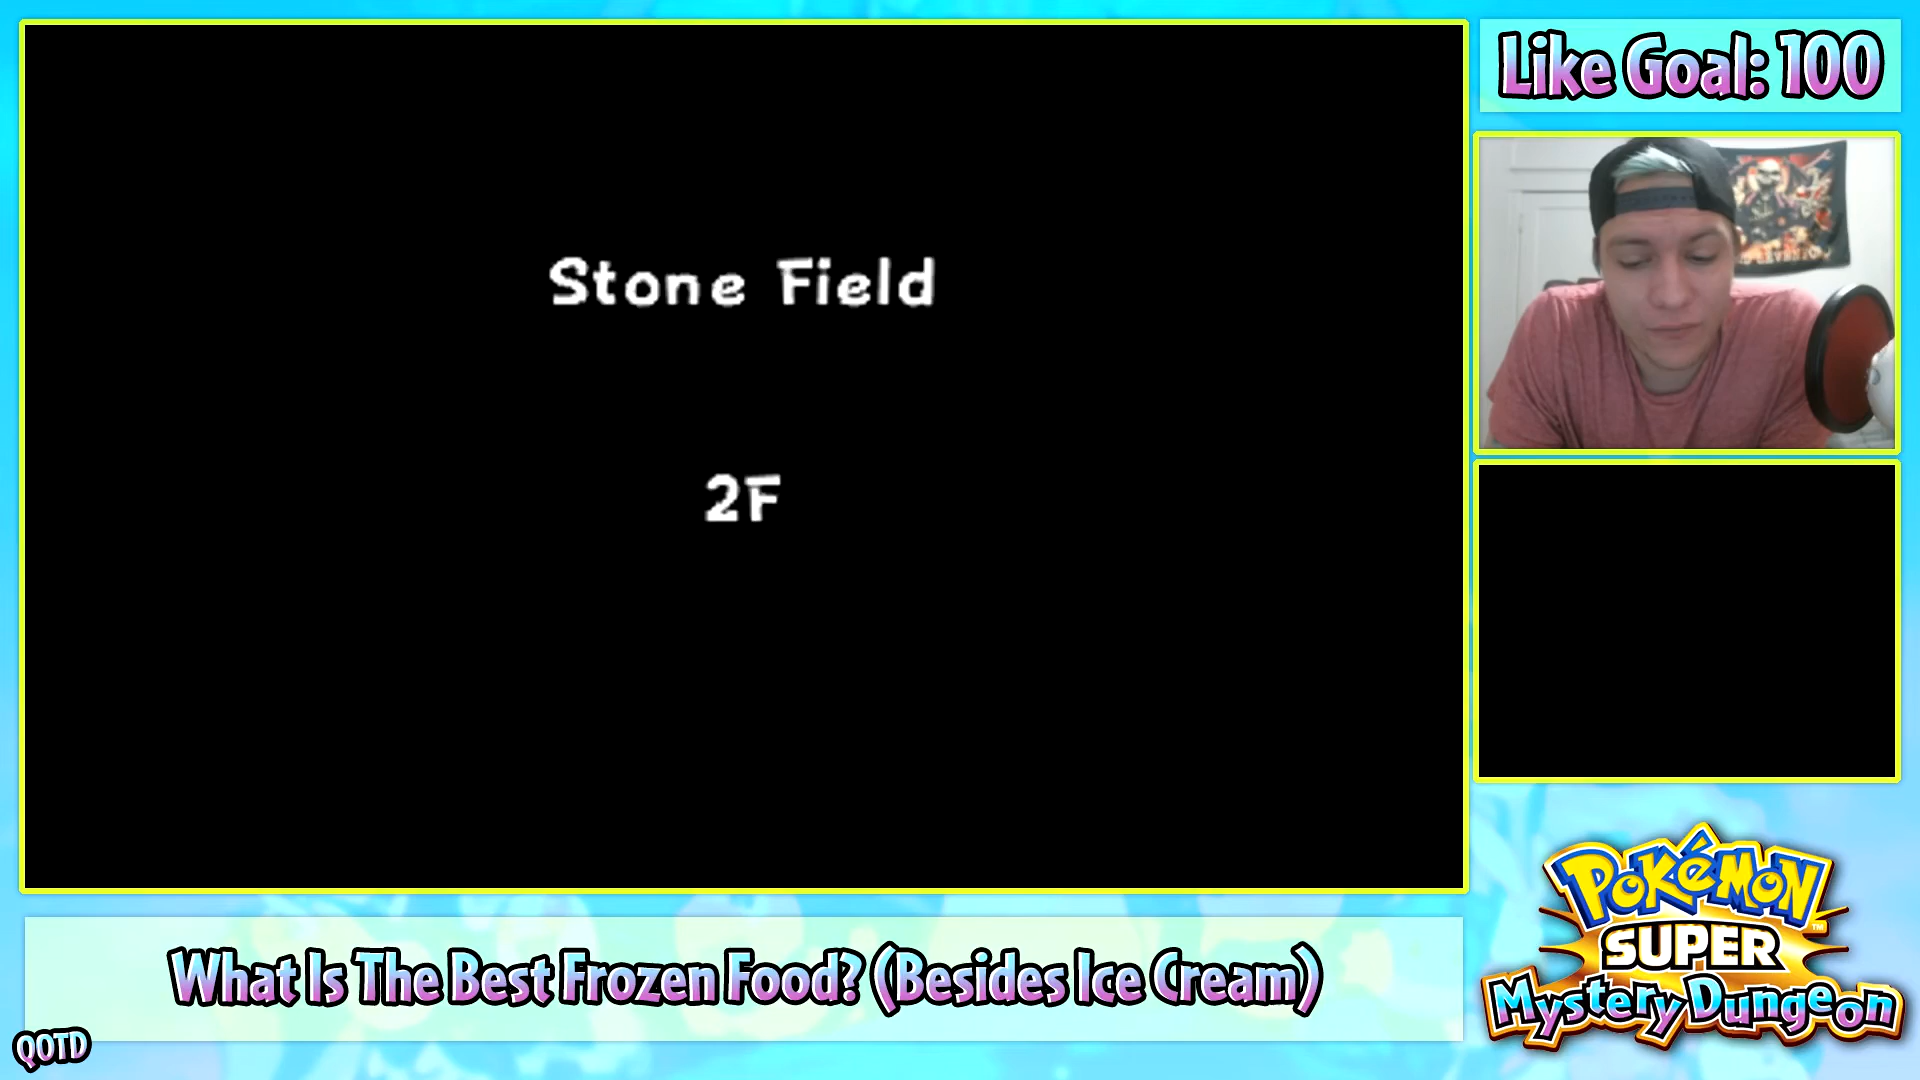 Like Goal: 100
Stone Field
2F
What Is The Best Frozen Food? (Besides Ice Cream)
QOTD
POKéMON
SUPER
Mystery Dungeon